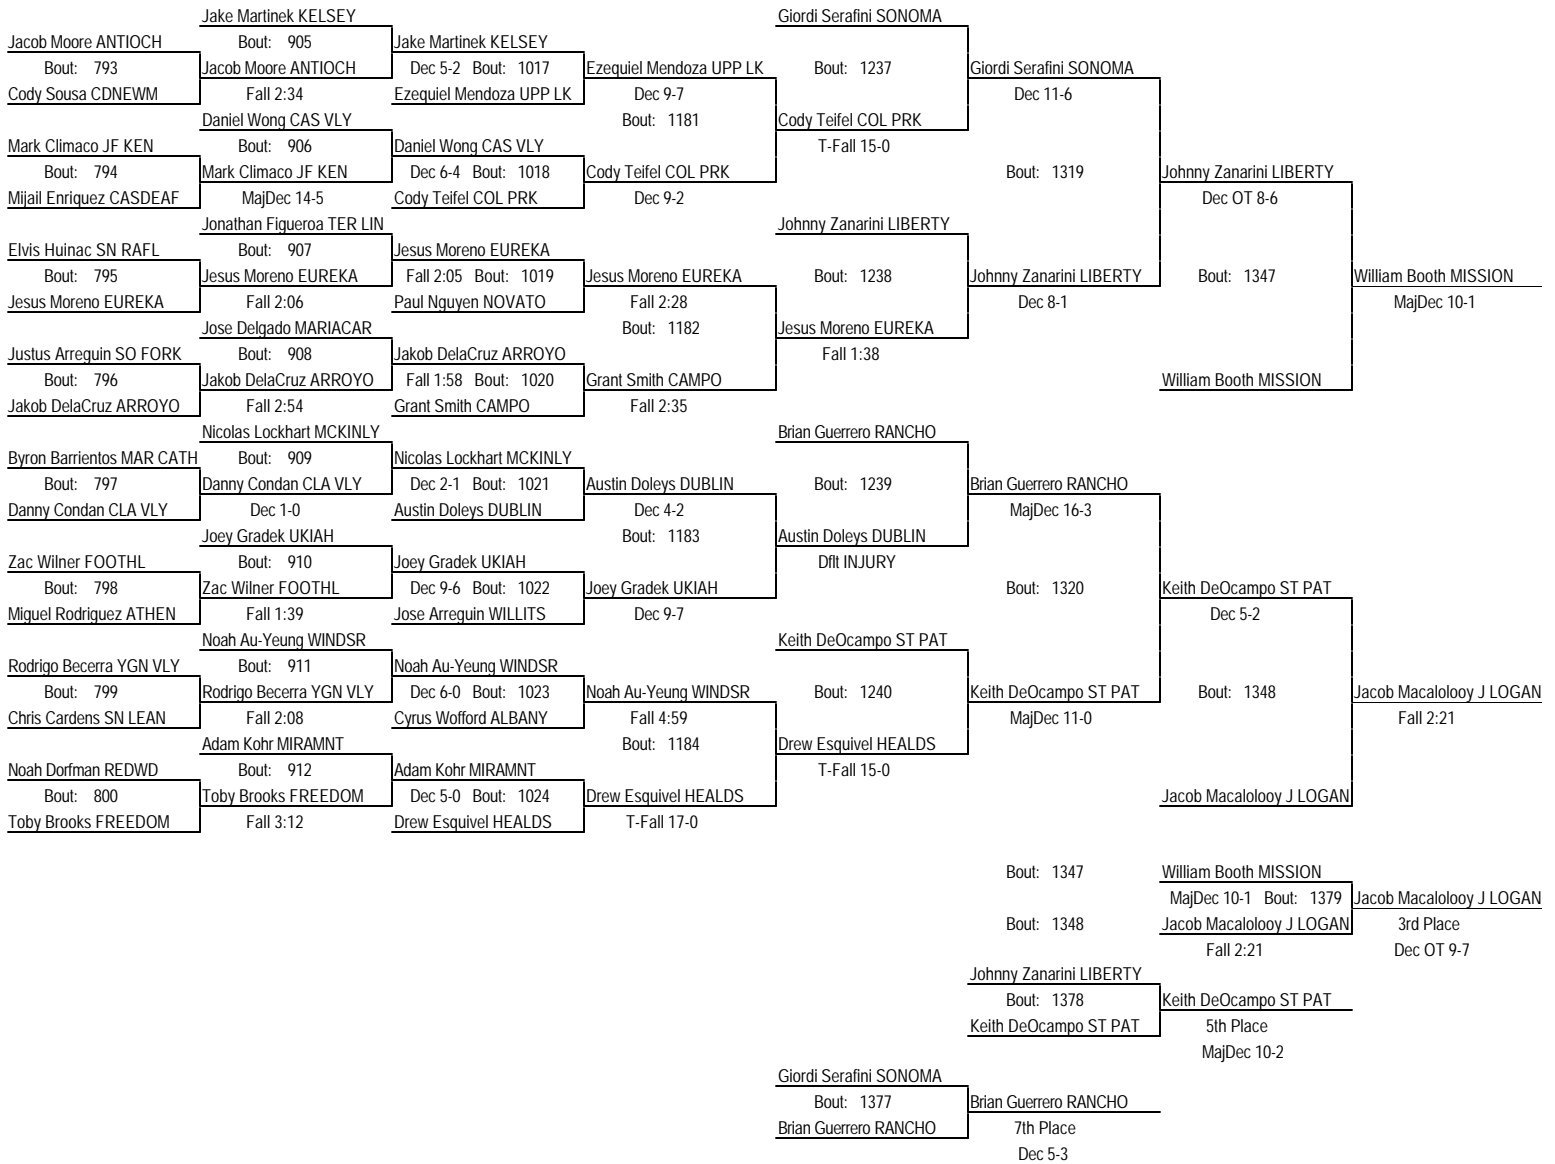 Jake Martinek KELSEY Giordi Serafini SONOMA
Jacob Moore ANTIOCH Bout: 905 Jake Martinek KELSEY
Bout: 793 Jacob Moore ANTIOCH Dec 5-2 Bout: 1017 Ezequiel Mendoza UPP LK Bout: 1237 Giordi Serafini SONOMA
Cody Sousa CDNEWM Fall 2:34 Ezequiel Mendoza UPP LK Dec 9-7 Dec 11-6
Daniel Wong CAS VLY Bout: 1181 Cody Teifel COL PRK
Mark Climaco JF KEN Bout: 906 Daniel Wong CAS VLY T-Fall 15-0
Bout: 794 Mark Climaco JF KEN Dec 6-4 Bout: 1018 Cody Teifel COL PRK Bout: 1319 Johnny Zanarini LIBERTY
Mijail Enriquez CASDEAF MajDec 14-5 Cody Teifel COL PRK Dec 9-2 Dec OT 8-6
Jonathan Figueroa TER LIN Johnny Zanarini LIBERTY
Elvis Huinac SN RAFL Bout: 907 Jesus Moreno EUREKA
Bout: 795 Jesus Moreno EUREKA Fall 2:05 Bout: 1019 Jesus Moreno EUREKA Bout: 1238 Johnny Zanarini LIBERTY Bout: 1347 William Booth MISSION
Jesus Moreno EUREKA Fall 2:06 Paul Nguyen NOVATO Fall 2:28 Dec 8-1 MajDec 10-1
Jose Delgado MARIACAR Bout: 1182 Jesus Moreno EUREKA
Justus Arreguin SO FORK Bout: 908 Jakob DelaCruz ARROYO Fall 1:38
Bout: 796 Jakob DelaCruz ARROYO Fall 1:58 Bout: 1020 Grant Smith CAMPO William Booth MISSION
Jakob DelaCruz ARROYO Fall 2:54 Grant Smith CAMPO Fall 2:35
Nicolas Lockhart MCKINLY Brian Guerrero RANCHO
Byron Barrientos MAR CATH Bout: 909 Nicolas Lockhart MCKINLY
Bout: 797 Danny Condan CLA VLY Dec 2-1 Bout: 1021 Austin Doleys DUBLIN Bout: 1239 Brian Guerrero RANCHO
Danny Condan CLA VLY Dec 1-0 Austin Doleys DUBLIN Dec 4-2 MajDec 16-3
Joey Gradek UKIAH Bout: 1183 Austin Doleys DUBLIN
Zac Wilner FOOTHL Bout: 910 Joey Gradek UKIAH Dflt INJURY
Bout: 798 Zac Wilner FOOTHL Dec 9-6 Bout: 1022 Joey Gradek UKIAH Bout: 1320 Keith DeOcampo ST PAT
Miguel Rodriguez ATHEN Fall 1:39 Jose Arreguin WILLITS Dec 9-7 Dec 5-2
Noah Au-Yeung WINDSR Keith DeOcampo ST PAT
Rodrigo Becerra YGN VLY Bout: 911 Noah Au-Yeung WINDSR
Bout: 799 Rodrigo Becerra YGN VLY Dec 6-0 Bout: 1023 Noah Au-Yeung WINDSR Bout: 1240 Keith DeOcampo ST PAT Bout: 1348 Jacob Macalolooy J LOGAN
Chris Cardens SN LEAN Fall 2:08 Cyrus Wofford ALBANY Fall 4:59 MajDec 11-0 Fall 2:21
Adam Kohr MIRAMNT Bout: 1184 Drew Esquivel HEALDS
Noah Dorfman REDWD Bout: 912 Adam Kohr MIRAMNT T-Fall 15-0
Bout: 800 Toby Brooks FREEDOM Dec 5-0 Bout: 1024 Drew Esquivel HEALDS Jacob Macalolooy J LOGAN
Toby Brooks FREEDOM Fall 3:12 Drew Esquivel HEALDS T-Fall 17-0
Bout: 1347 William Booth MISSION
MajDec 10-1 Bout: 1379 Jacob Macalolooy J LOGAN
Bout: 1348 Jacob Macalolooy J LOGAN 3rd Place
Fall 2:21 Dec OT 9-7
Johnny Zanarini LIBERTY
Bout: 1378 Keith DeOcampo ST PAT
Keith DeOcampo ST PAT 5th Place
MajDec 10-2
Giordi Serafini SONOMA
Bout: 1377 Brian Guerrero RANCHO
Brian Guerrero RANCHO 7th Place
Dec 5-3